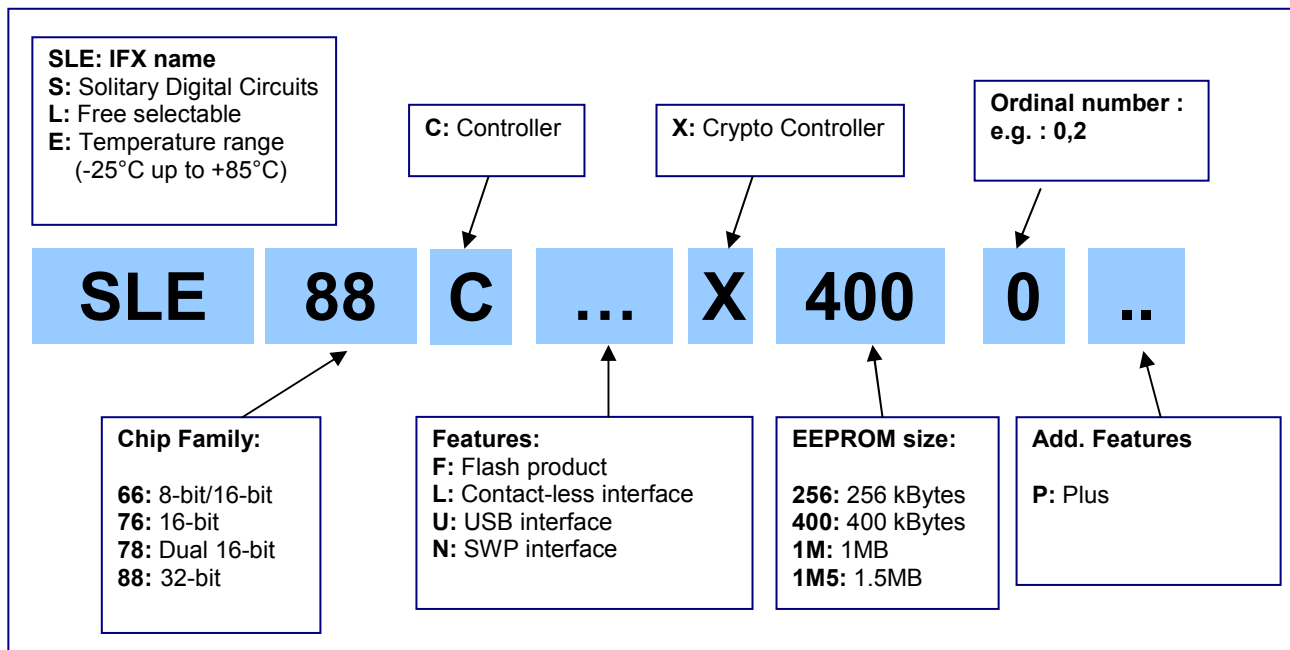 SLE: IFX name
S: Solitary Digital Circuits
L: Free selectable
E: Temperature range
(-25°C up to +85°C)
C: Controller
X: Crypto Controller
Ordinal number :
e.g. : 0,2
SLE 88 C ... X 400 0 ..
Chip Family:
66: 8-bit/16-bit
76: 16-bit
78: Dual 16-bit
88: 32-bit
Features:
F: Flash product
L: Contact-less interface
U: USB interface
N: SWP interface
EEPROM size:
256: 256 kBytes
400: 400 kBytes
1M: 1MB
1M5: 1.5MB
Add. Features
P: Plus